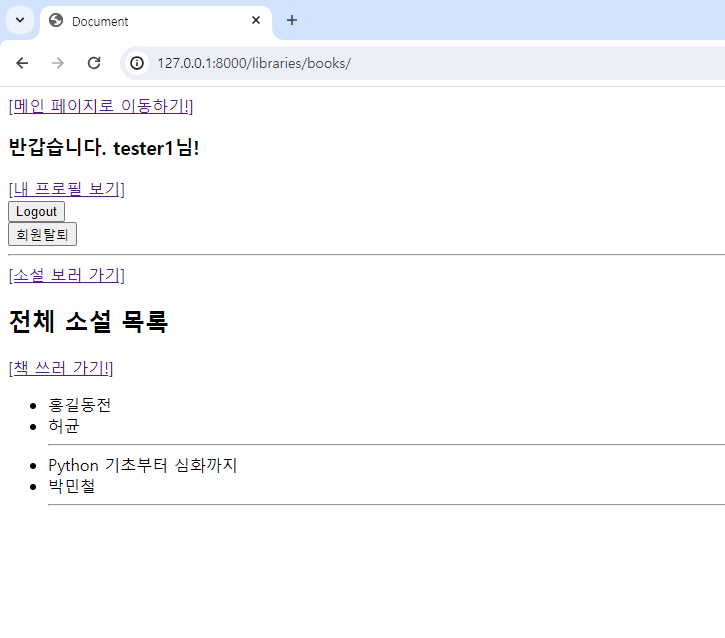 Document
127.0.0.1:8000/libraries/books/
[메인 페이지로 이동하기!]
반갑습니다. tester1님!
[내 프로필 보기]
Logout
회원탈퇴
[소설 보러 가기]
전체 소설 목록
[책 쓰러 가기!]
홍길동전
허균
Python 기초부터 심화까지
박민철